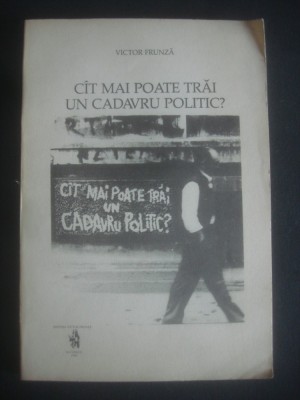 VICTOR FRUNZĂ
CÎT MAI POATE TRĂI
UN CADAVRU POLITIC?
CÎT MAI POATE TRĂI
UN
CADAVRU POLITIC?